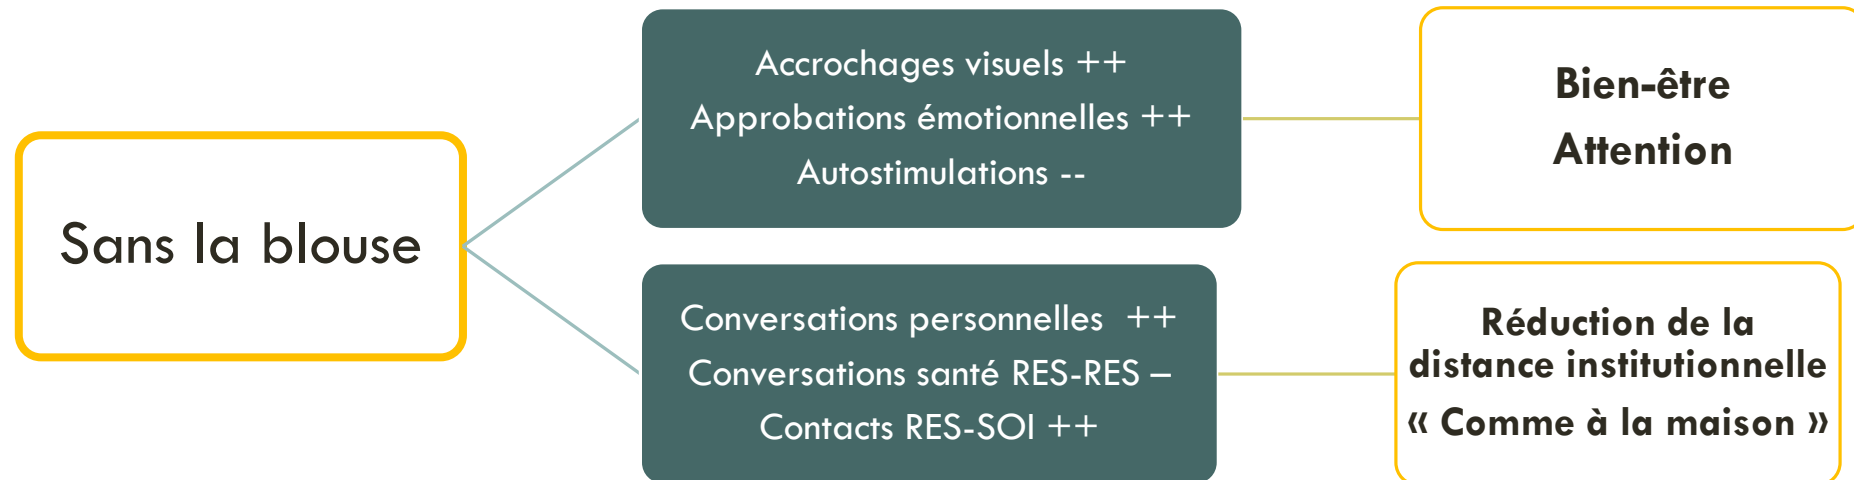 Sans la blouse
Accrochages visuels ++
Approbations émotionnelles ++
Autostimulations --
Bien-être
Attention
Conversations personnelles ++
Conversations santé RES-RES –
Contacts RES-SOI ++
Réduction de la
distance institutionnelle
« Comme à la maison »